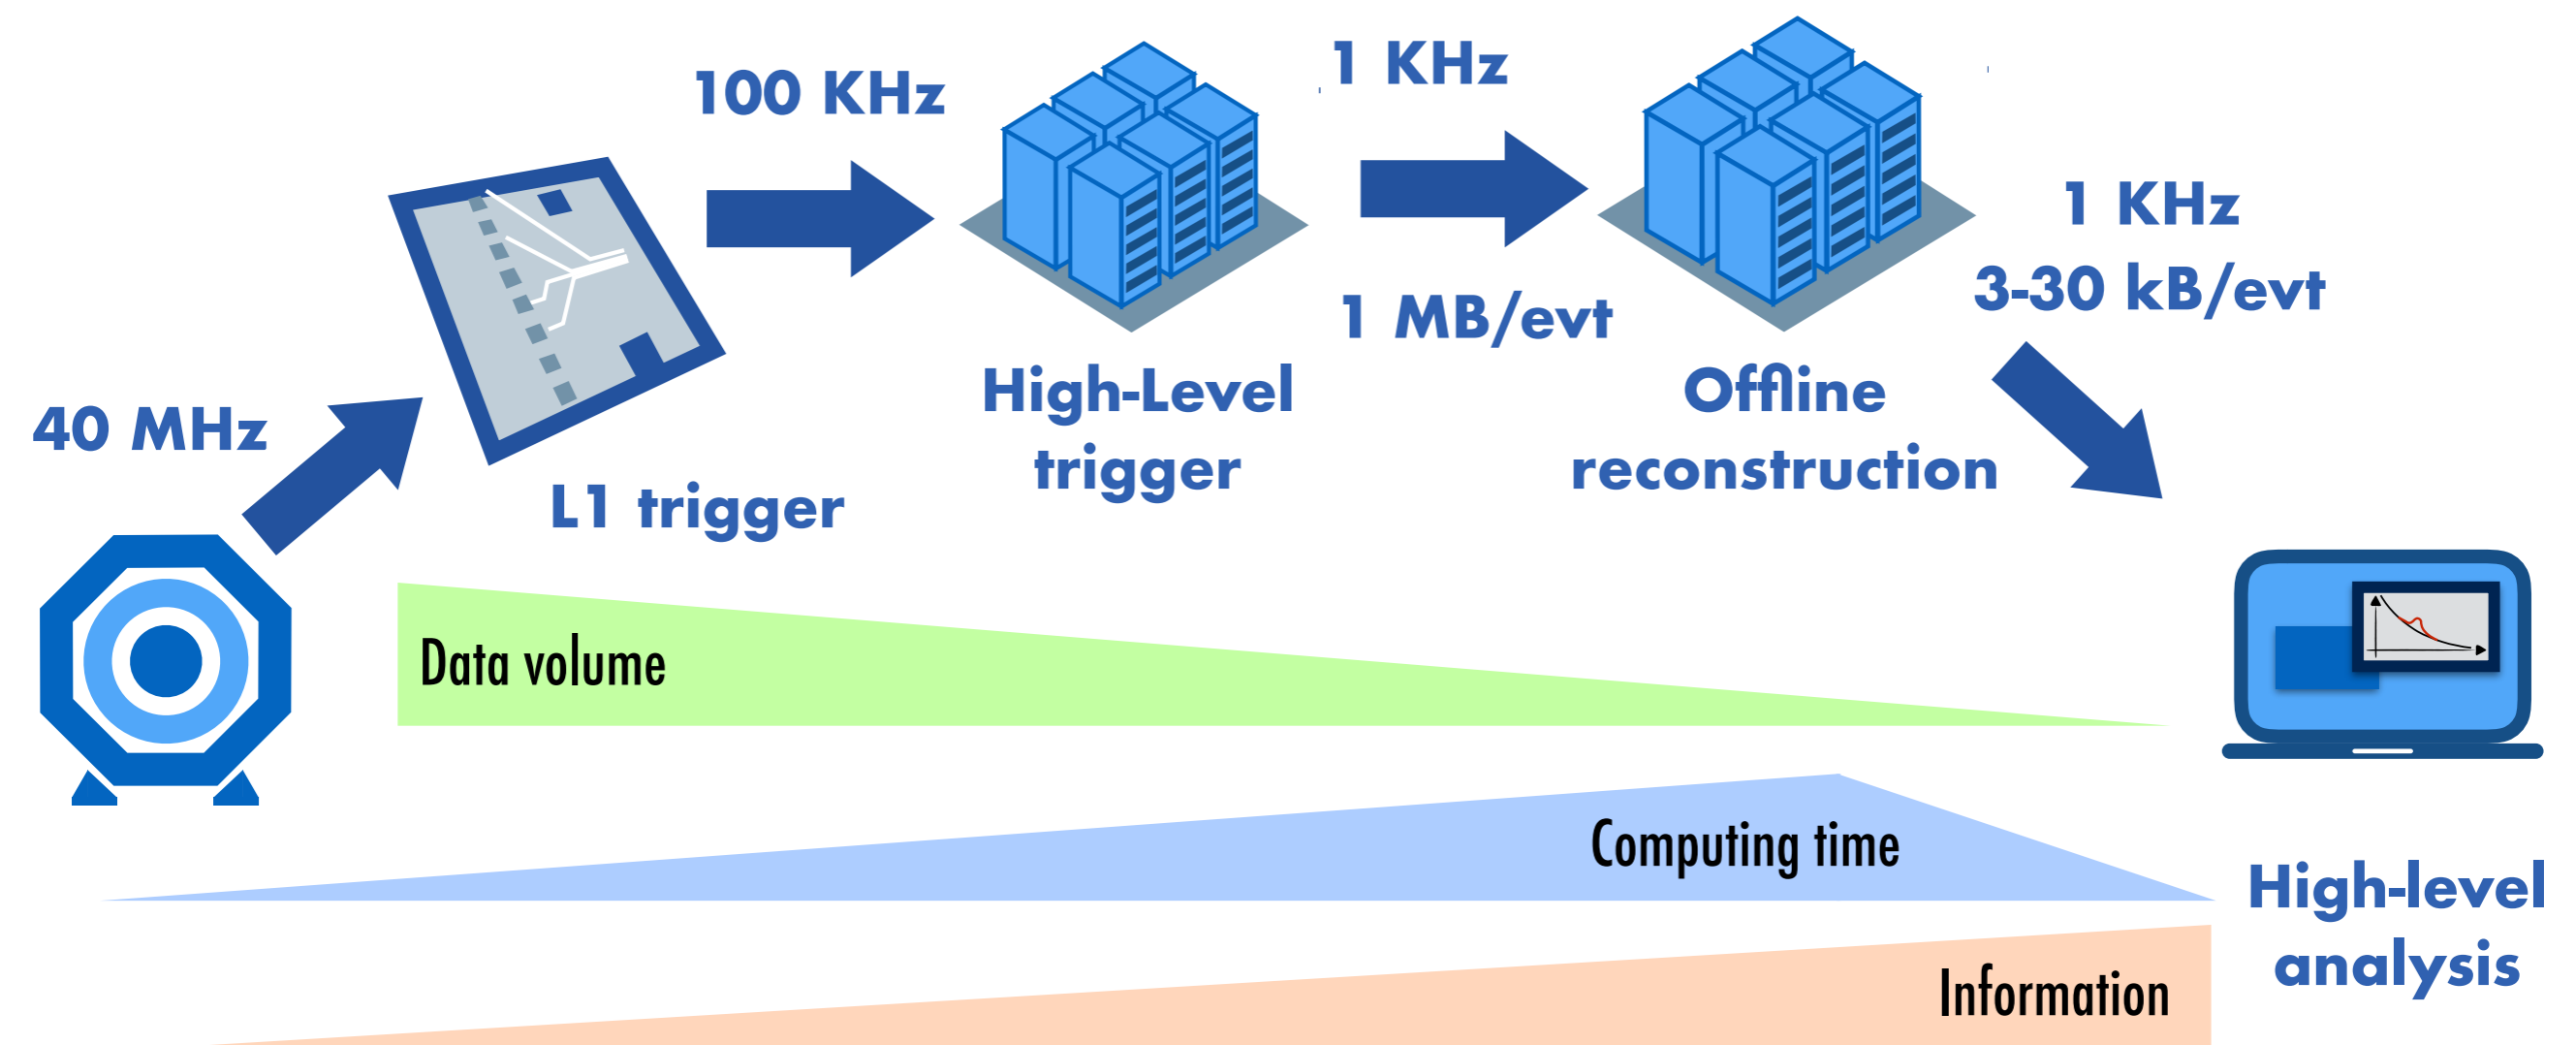 40 MHz
L1 trigger
100 KHz
High-Level
trigger
1 KHz
1 MB/evt
Offline
reconstruction
1 KHz
3-30 kB/evt
High-level
analysis
Data volume
Computing time
Information